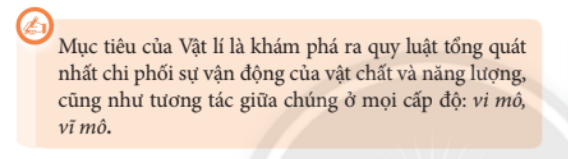 Mục tiêu của Vật lí là khám phá ra quy luật tổng quát
nhất chi phối sự vận động của vật chất và năng lượng,
cũng như tương tác giữa chúng ở mọi cấp độ: vi mô,
vĩ mô.